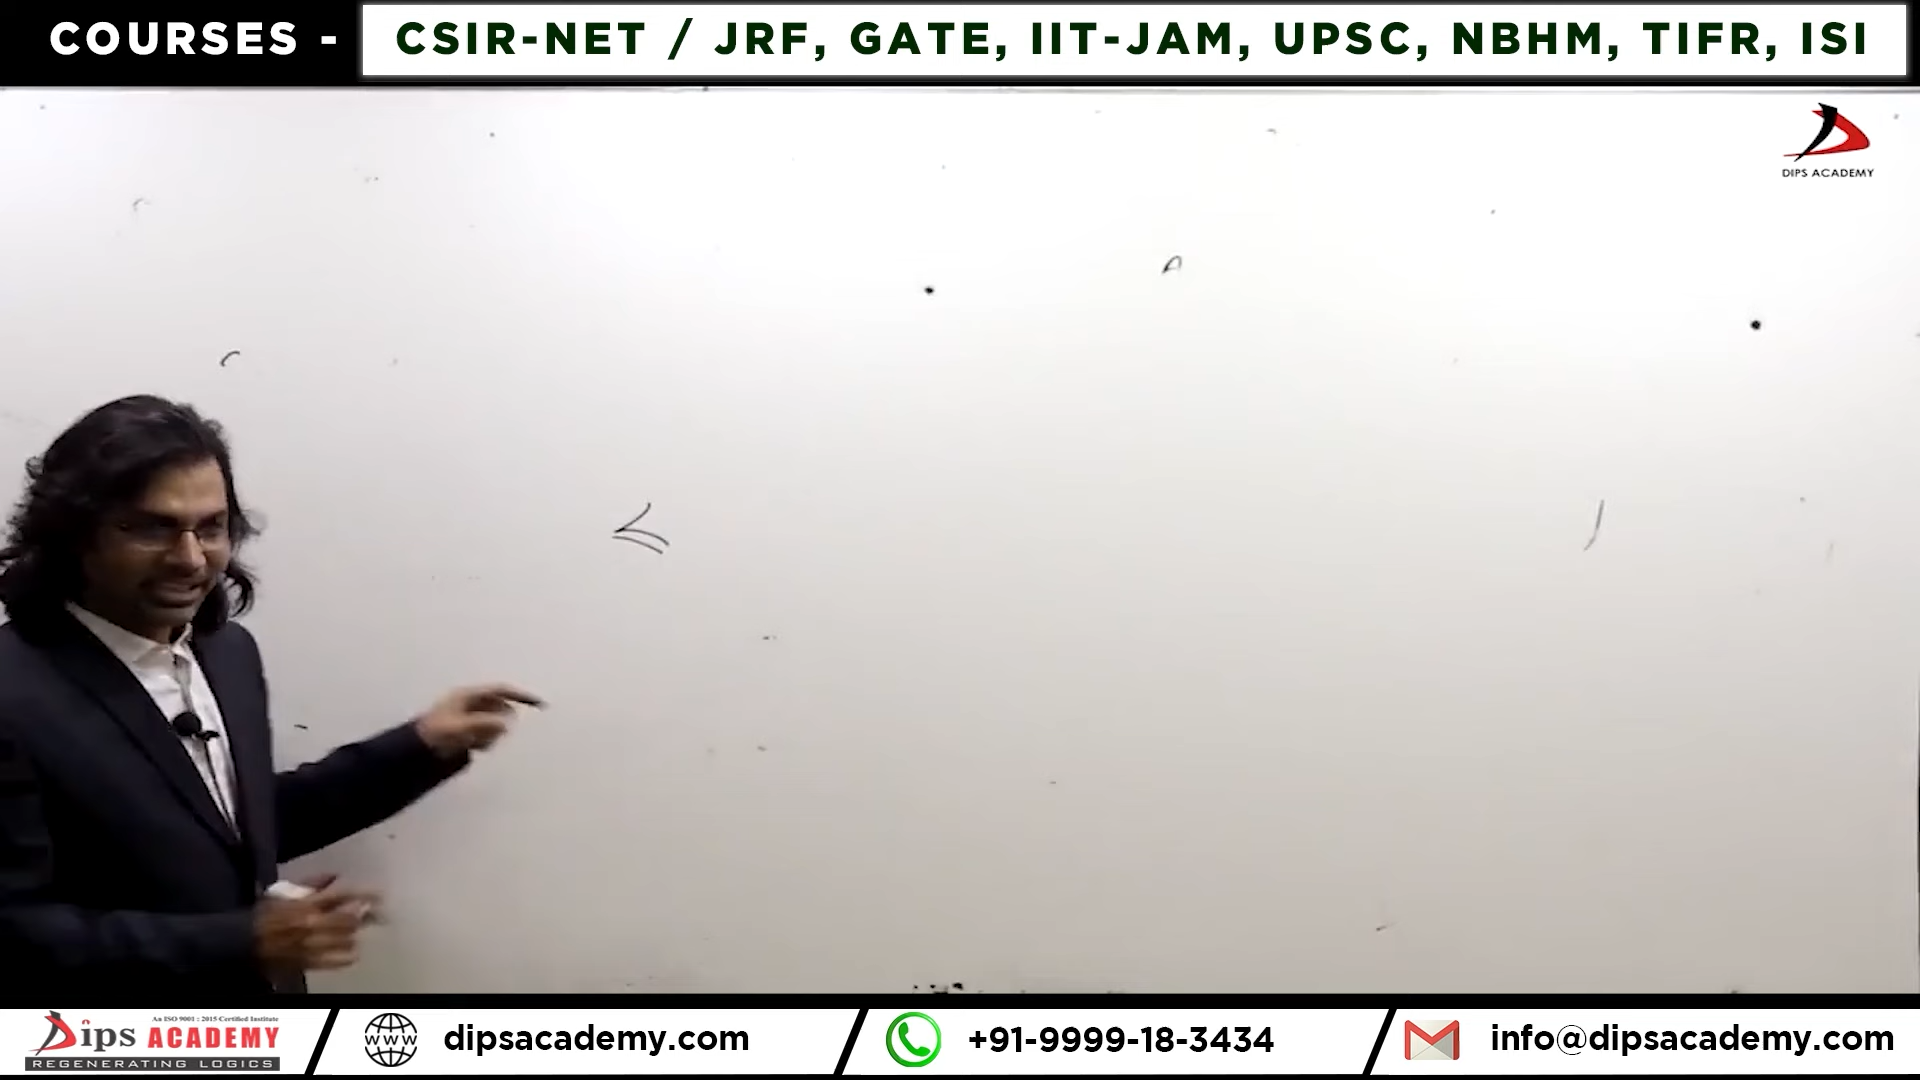 COURSES - CSIR-NET / JRF, GATE, IIT-JAM, UPSC, NBHM, TIFR, ISI
DIPS ACADEMY
≤
An ISO 9001 : 2015 Certified Institute
Dips ACADEMY
REGENERATING LOGICS
WWW
dipsacademy.com
+91-9999-18-3434
info@dipsacademy.com